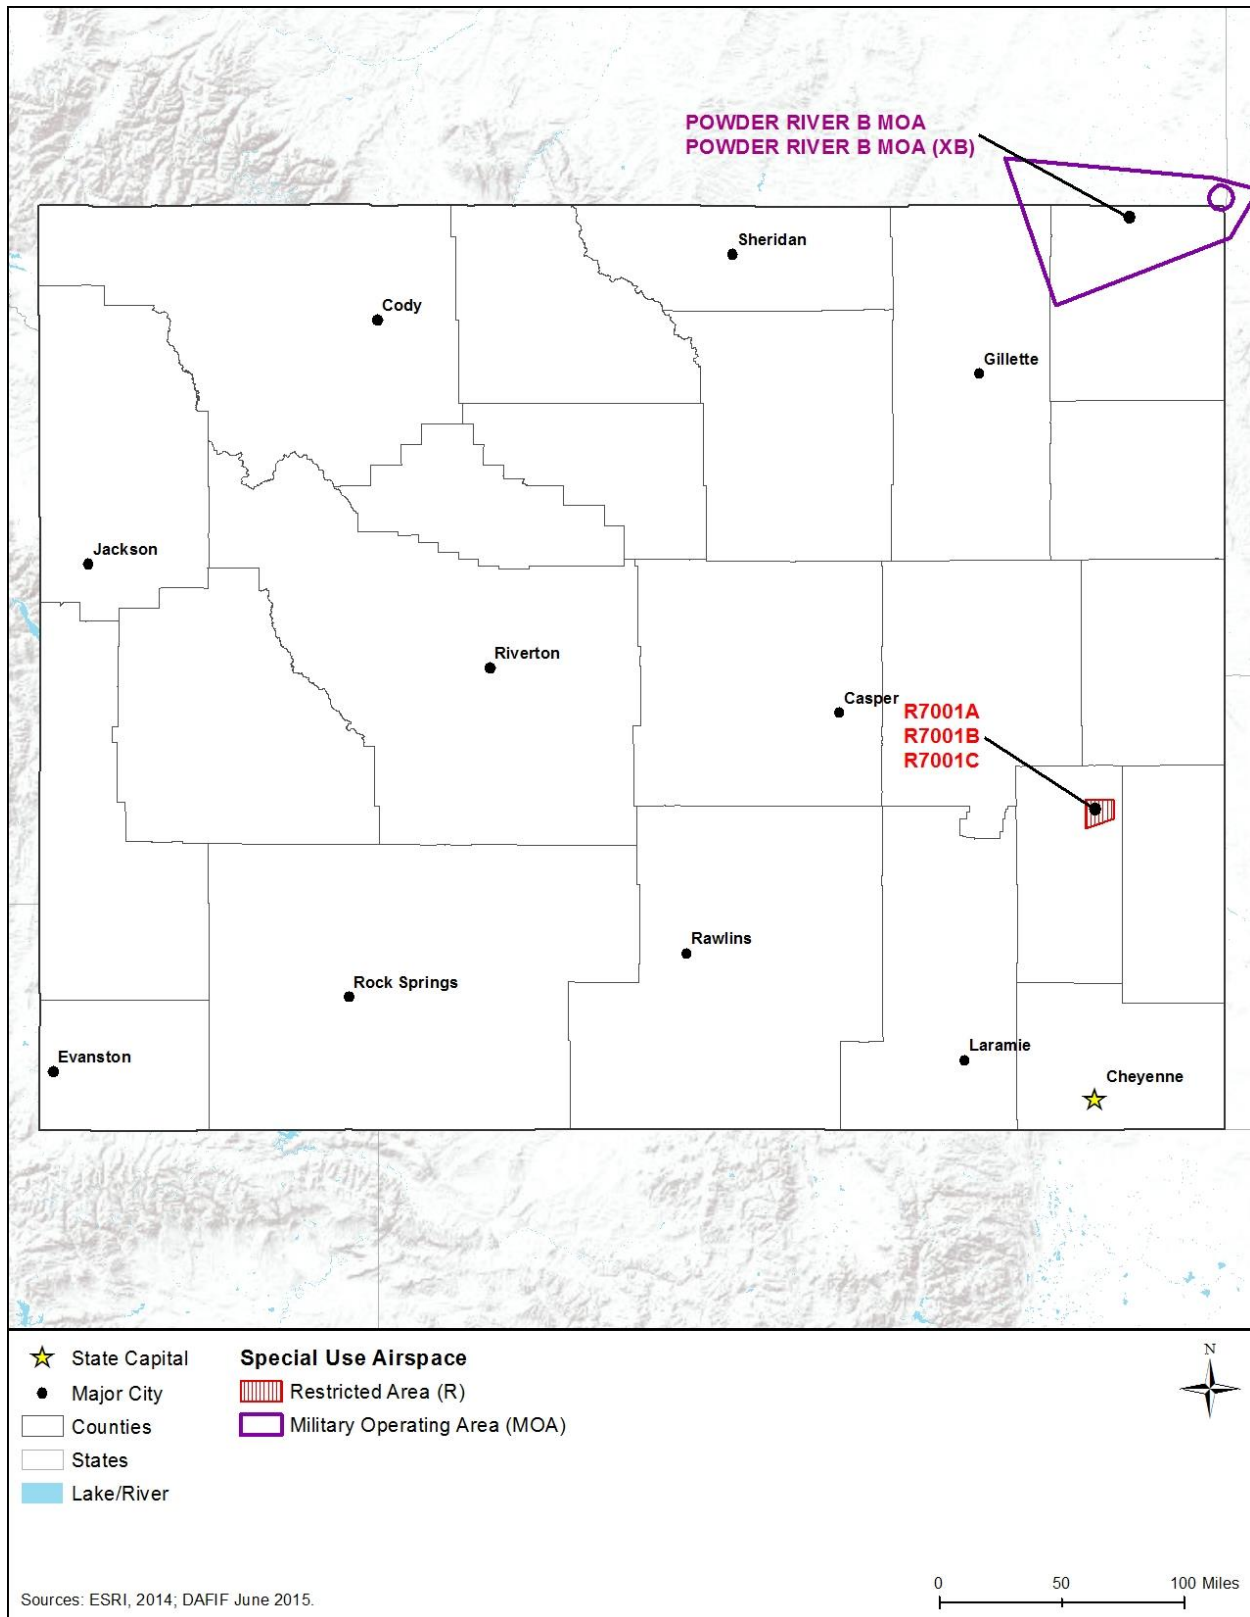 POWDER RIVER B MOA
POWDER RIVER B MOA (XB)
Sheridan
Cody
Gillette
Jackson
Riverton
Casper
R7001A
R7001B
R7001C
Rawlins
Rock Springs
Laramie
Evanston
Cheyenne
State Capital
Major City
Counties
States
Lake/River
Special Use Airspace
Restricted Area (R)
Military Operating Area (MOA)
N
Sources: ESRI, 2014; DAFIF June 2015.
0 50 100 Miles